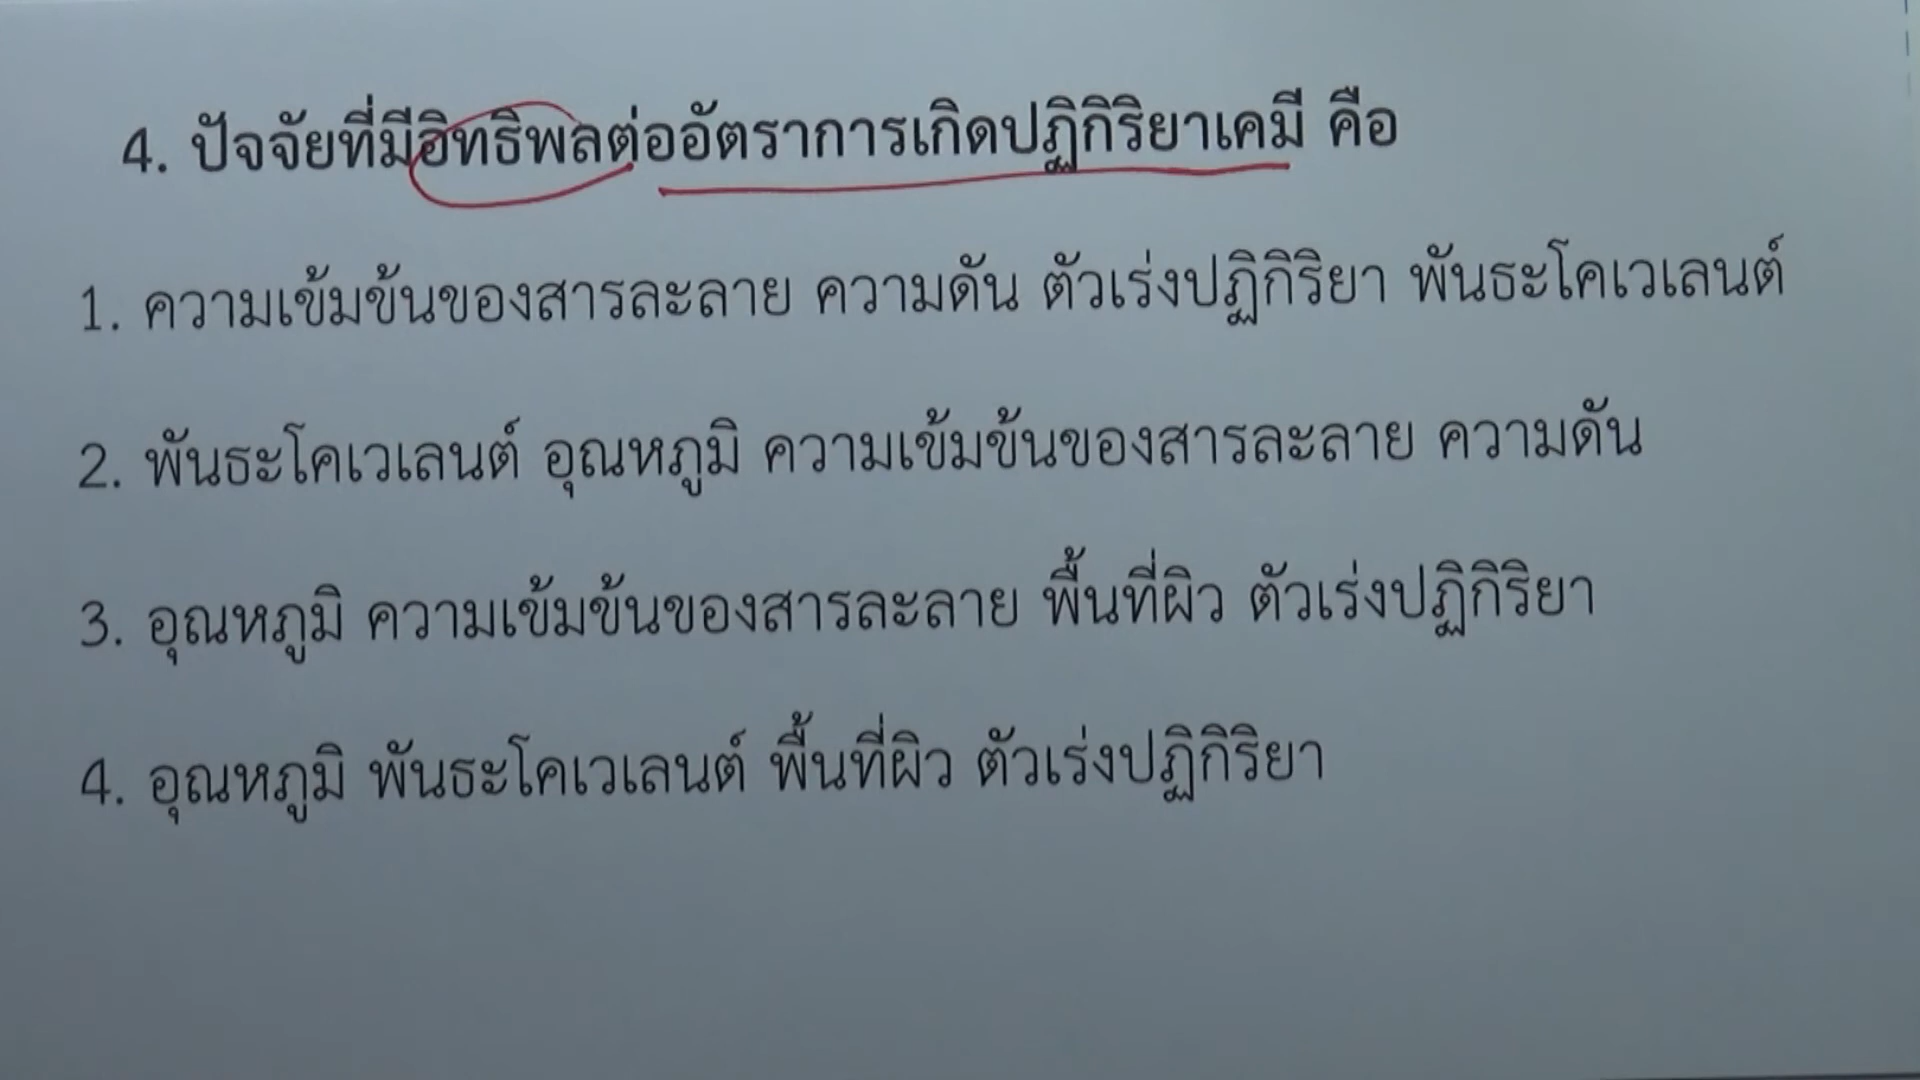 4. ปัจจัยที่มีอิทธิพลต่ออัตราการเกิดปฏิกิริยาเคมี คือ
1. ความเข้มข้นของสารละลาย ความดัน ตัวเร่งปฏิกิริยา พันธะโคเวเลนต์
2. พันธะโคเวเลนต์ อุณหภูมิ ความเข้มข้นของสารละลาย ความดัน
3. อุณหภูมิ ความเข้มข้นของสารละลาย พื้นที่ผิว ตัวเร่งปฏิกิริยา
4. อุณหภูมิ พันธะโคเวเลนต์ พื้นที่ผิว ตัวเร่งปฏิกิริยา